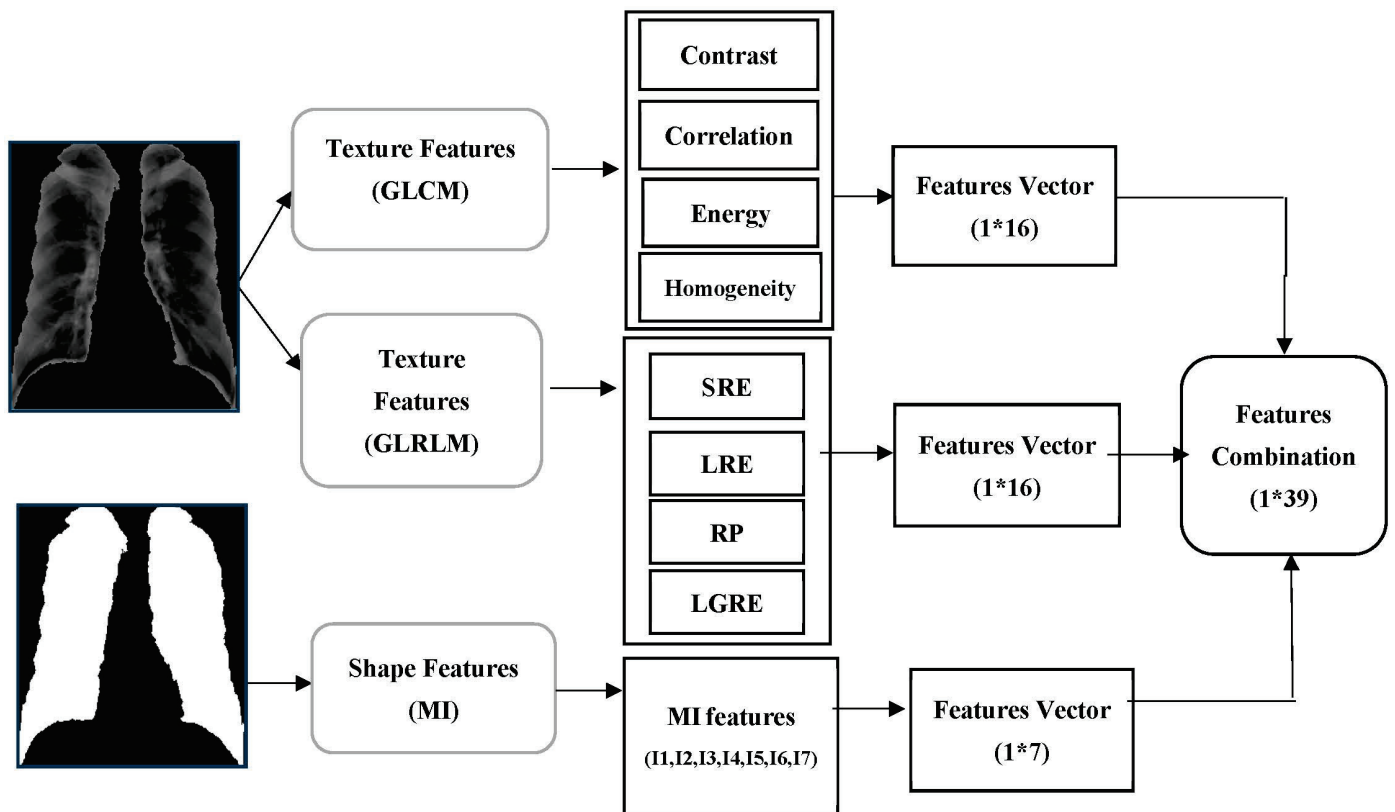 Texture Features
(GLCM)
Contrast
Correlation
Energy
Homogeneity
Features Vector
(1*16)
Texture
Features
(GLRLM)
SRE
LRE
RP
LGRE
Features Vector
(1*16)
Features
Combination
(1*39)
Shape Features
(MI)
MI features
(I1,I2,I3,I4,I5,I6,I7)
Features Vector
(1*7)